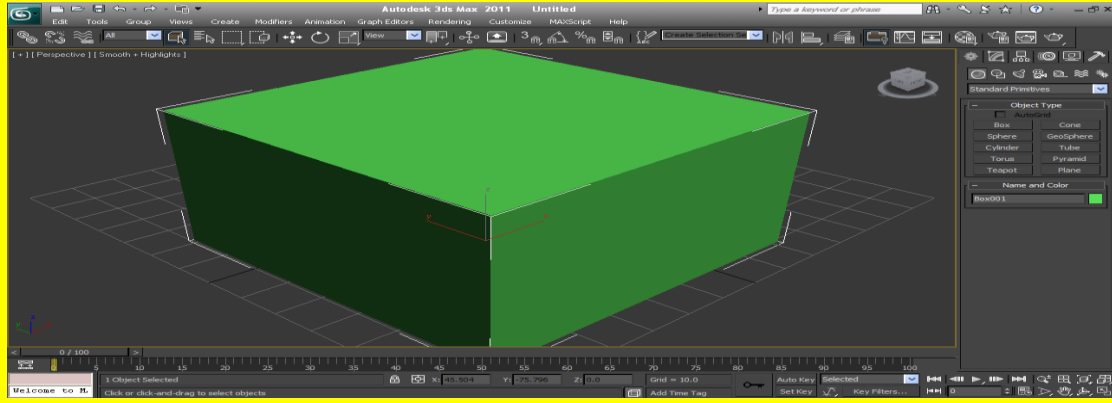 Autodesk 3ds Max 2011 Untitled
Type a keyword or phrase
Edit Tools Group Views Create Modifiers Animation Graph Editors Rendering Customize MAXScript Help
All
View
3
Create Selection Se
[ + ] [ Perspective ] [ Smooth + Highlights ]
Standard Primitives
Object Type
AutoGrid
Box Cone
Sphere GeoSphere
Cylinder Tube
Torus Pyramid
Teapot Plane
Name and Color
Box001
< 0 / 100 >
0 5 10 15 20 25 30 35 40 45 50 55 60 65 70 75 80 85 90 95 100
1 Object Selected
X: 45.504 Y: -75.796 Z: 0.0
Grid = 10.0
Auto Key Selected
Welcome to M.
Click or click-and-drag to select objects
Add Time Tag
Set Key Key Filters...
0